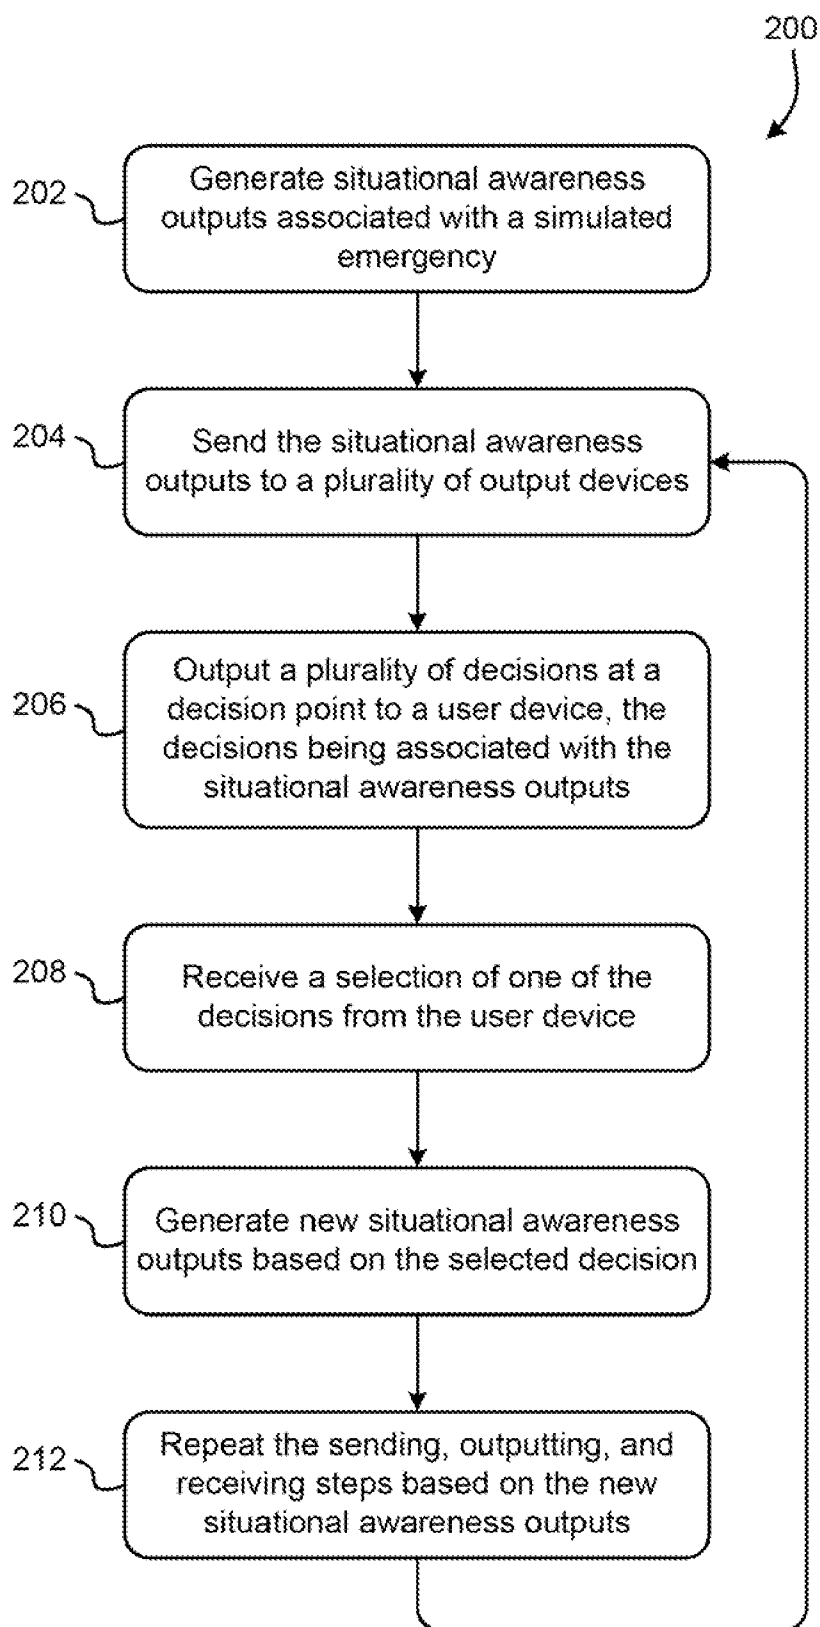 200
202
Generate situational awareness
outputs associated with a simulated
emergency
204
Send the situational awareness
outputs to a plurality of output devices
206
Output a plurality of decisions at a
decision point to a user device, the
decisions being associated with the
situational awareness outputs
208
Receive a selection of one of the
decisions from the user device
210
Generate new situational awareness
outputs based on the selected decision
212
Repeat the sending, outputting, and
receiving steps based on the new
situational awareness outputs